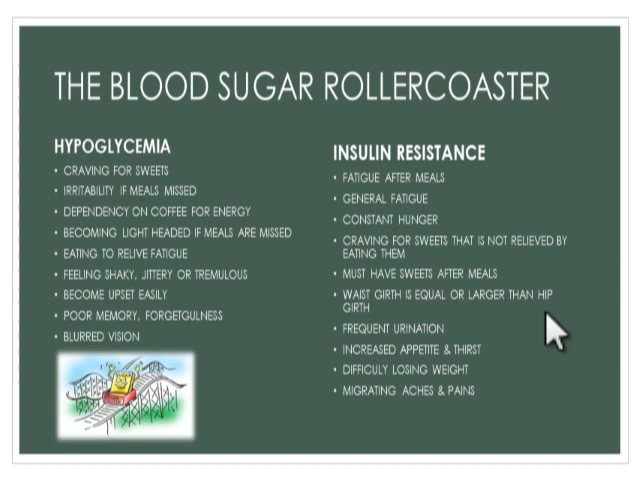 THE BLOOD SUGAR ROLLERCOASTER
HYPOGLYCEMIA
• CRAVING FOR SWEETS
• IRRITABILITY IF MEALS MISSED
• DEPENDENCY ON COFFEE FOR ENERGY
• BECOMING LIGHT HEADED IF MEALS ARE MISSED
• EATING TO RELIVE FATIGUE
• FEELING SHAKY, JITTERY OR TREMULOUS
• BECOME UPSET EASILY
• POOR MEMORY, FORGETGULNESS
• BLURRED VISION
INSULIN RESISTANCE
• FATIGUE AFTER MEALS
• GENERAL FATIGUE
• CONSTANT HUNGER
• CRAVING FOR SWEETS THAT IS NOT RELIEVED BY
EATING THEM
• MUST HAVE SWEETS AFTER MEALS
• WAIST GIRTH IS EQUAL OR LARGER THAN HIP
GIRTH
• FREQUENT URINATION
• INCREASED APPETITE & THIRST
• DIFFICULY LOSING WEIGHT
• MIGRATING ACHES & PAINS